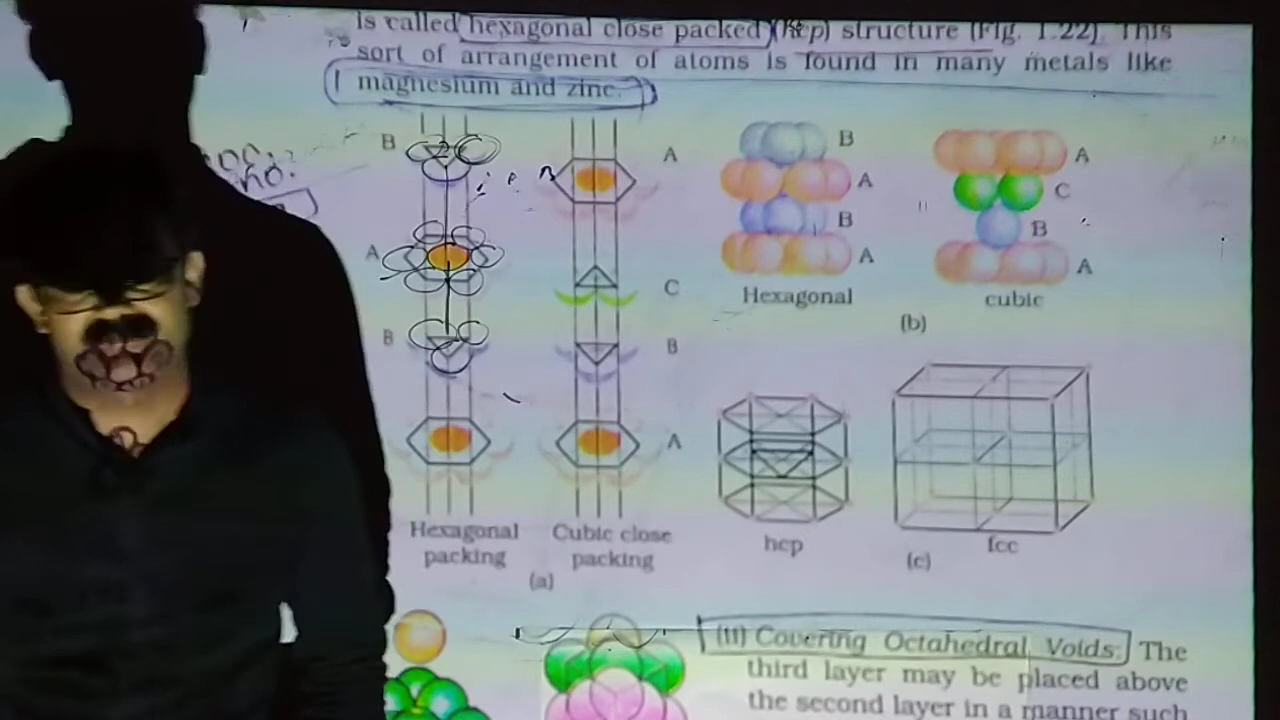 is called hexagonal close packed (hcp) structure (Fig. 1.22). This
sort of arrangement of atoms is found in many metals like
magnesium and zinc.
B
A
B
A
C
B
A
Hexagonal
packing
Cubic close
packing
(a)
B
A
B
A
Hexagonal
A
C
B
A
cubic
(b)
hcp
fcc
(c)
(ii) Covering Octahedral Voids: The
third layer may be placed above
the second layer in a manner such